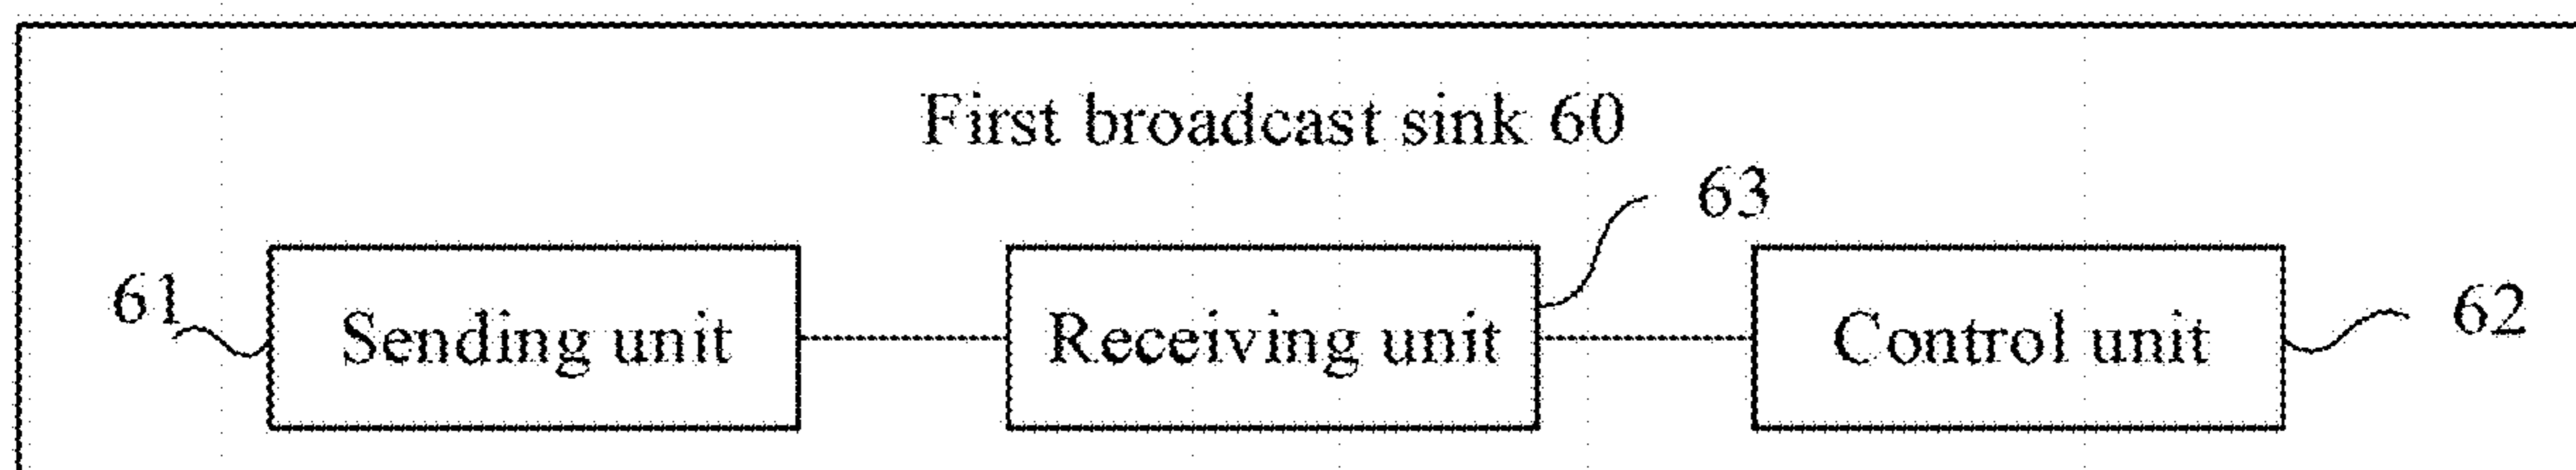 First broadcast sink 60
63
61
Sending unit
Receiving unit
Control unit
62